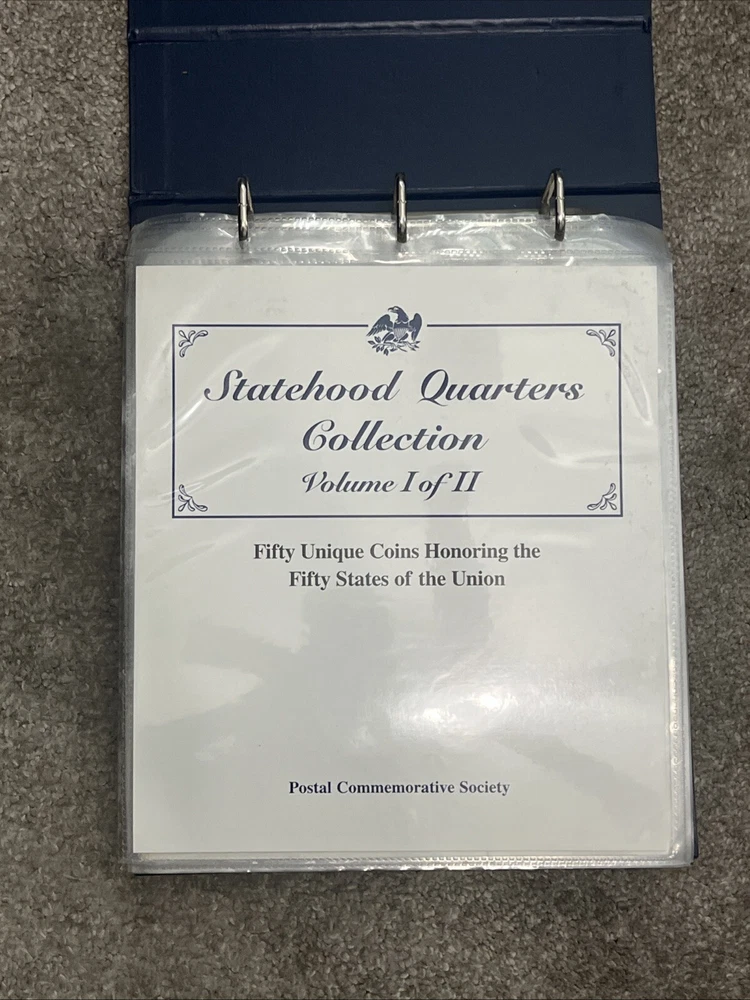 Statehood Quarters
Collection
Volume I of II
Fifty Unique Coins Honoring the
Fifty States of the Union
Postal Commemorative Society